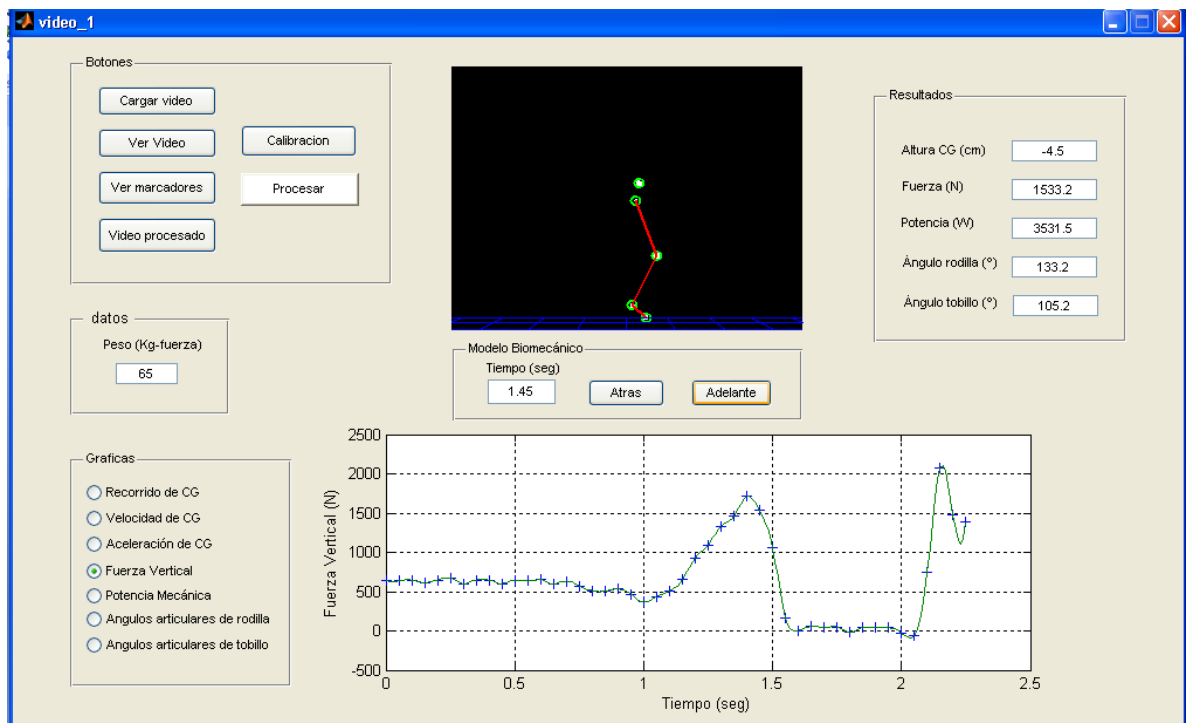 video_1
Botones
Cargar video
Ver Video
Calibracion
Ver marcadores
Procesar
Video procesado
Resultados
Altura CG (cm)
-4.5
Fuerza (N)
1533.2
Potencia (W)
3531.5
Ángulo rodilla (º)
133.2
Ángulo tobillo (º)
105.2
datos
Peso (Kg-fuerza)
65
Modelo Biomecánico
Tiempo (seg)
1.45
Atras
Adelante
Graficas
Recorrido de CG
Velocidad de CG
Aceleración de CG
Fuerza Vertical
Potencia Mecánica
Angulos articulares de rodilla
Angulos articulares de tobillo
Fuerza Vertical (N)
2500
2000
1500
1000
500
0
-500
0
0.5
1
1.5
2
2.5
Tiempo (seg)